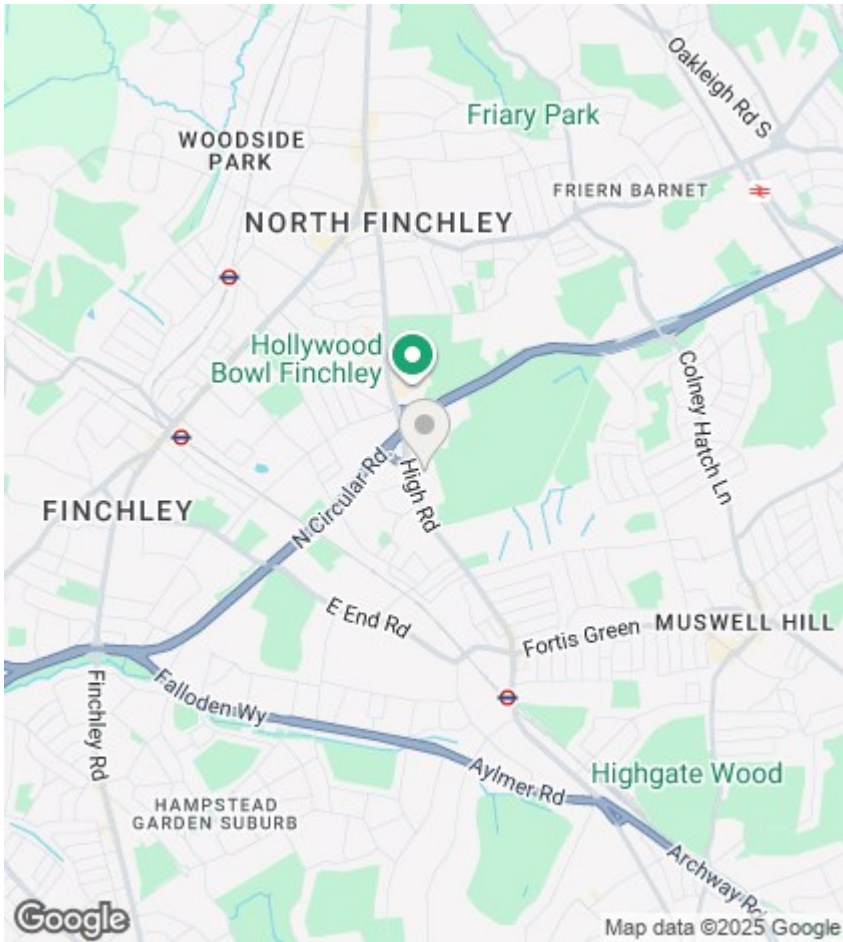 Oakleigh Rd S
Friary Park
WOODSIDE
PARK
FRIERN BARNET
NORTH FINCHLEY
Hollywood
Bowl Finchley
Colney Hatch Ln
N Circular Rd
High Rd
FINCHLEY
E End Rd
Fortis Green
MUSWELL HILL
Finchley Rd
Falloden Wy
Aylmer Rd
Highgate Wood
HAMPSTEAD
GARDEN SUBURB
Archway Rd
Google
Map data ©2025 Google